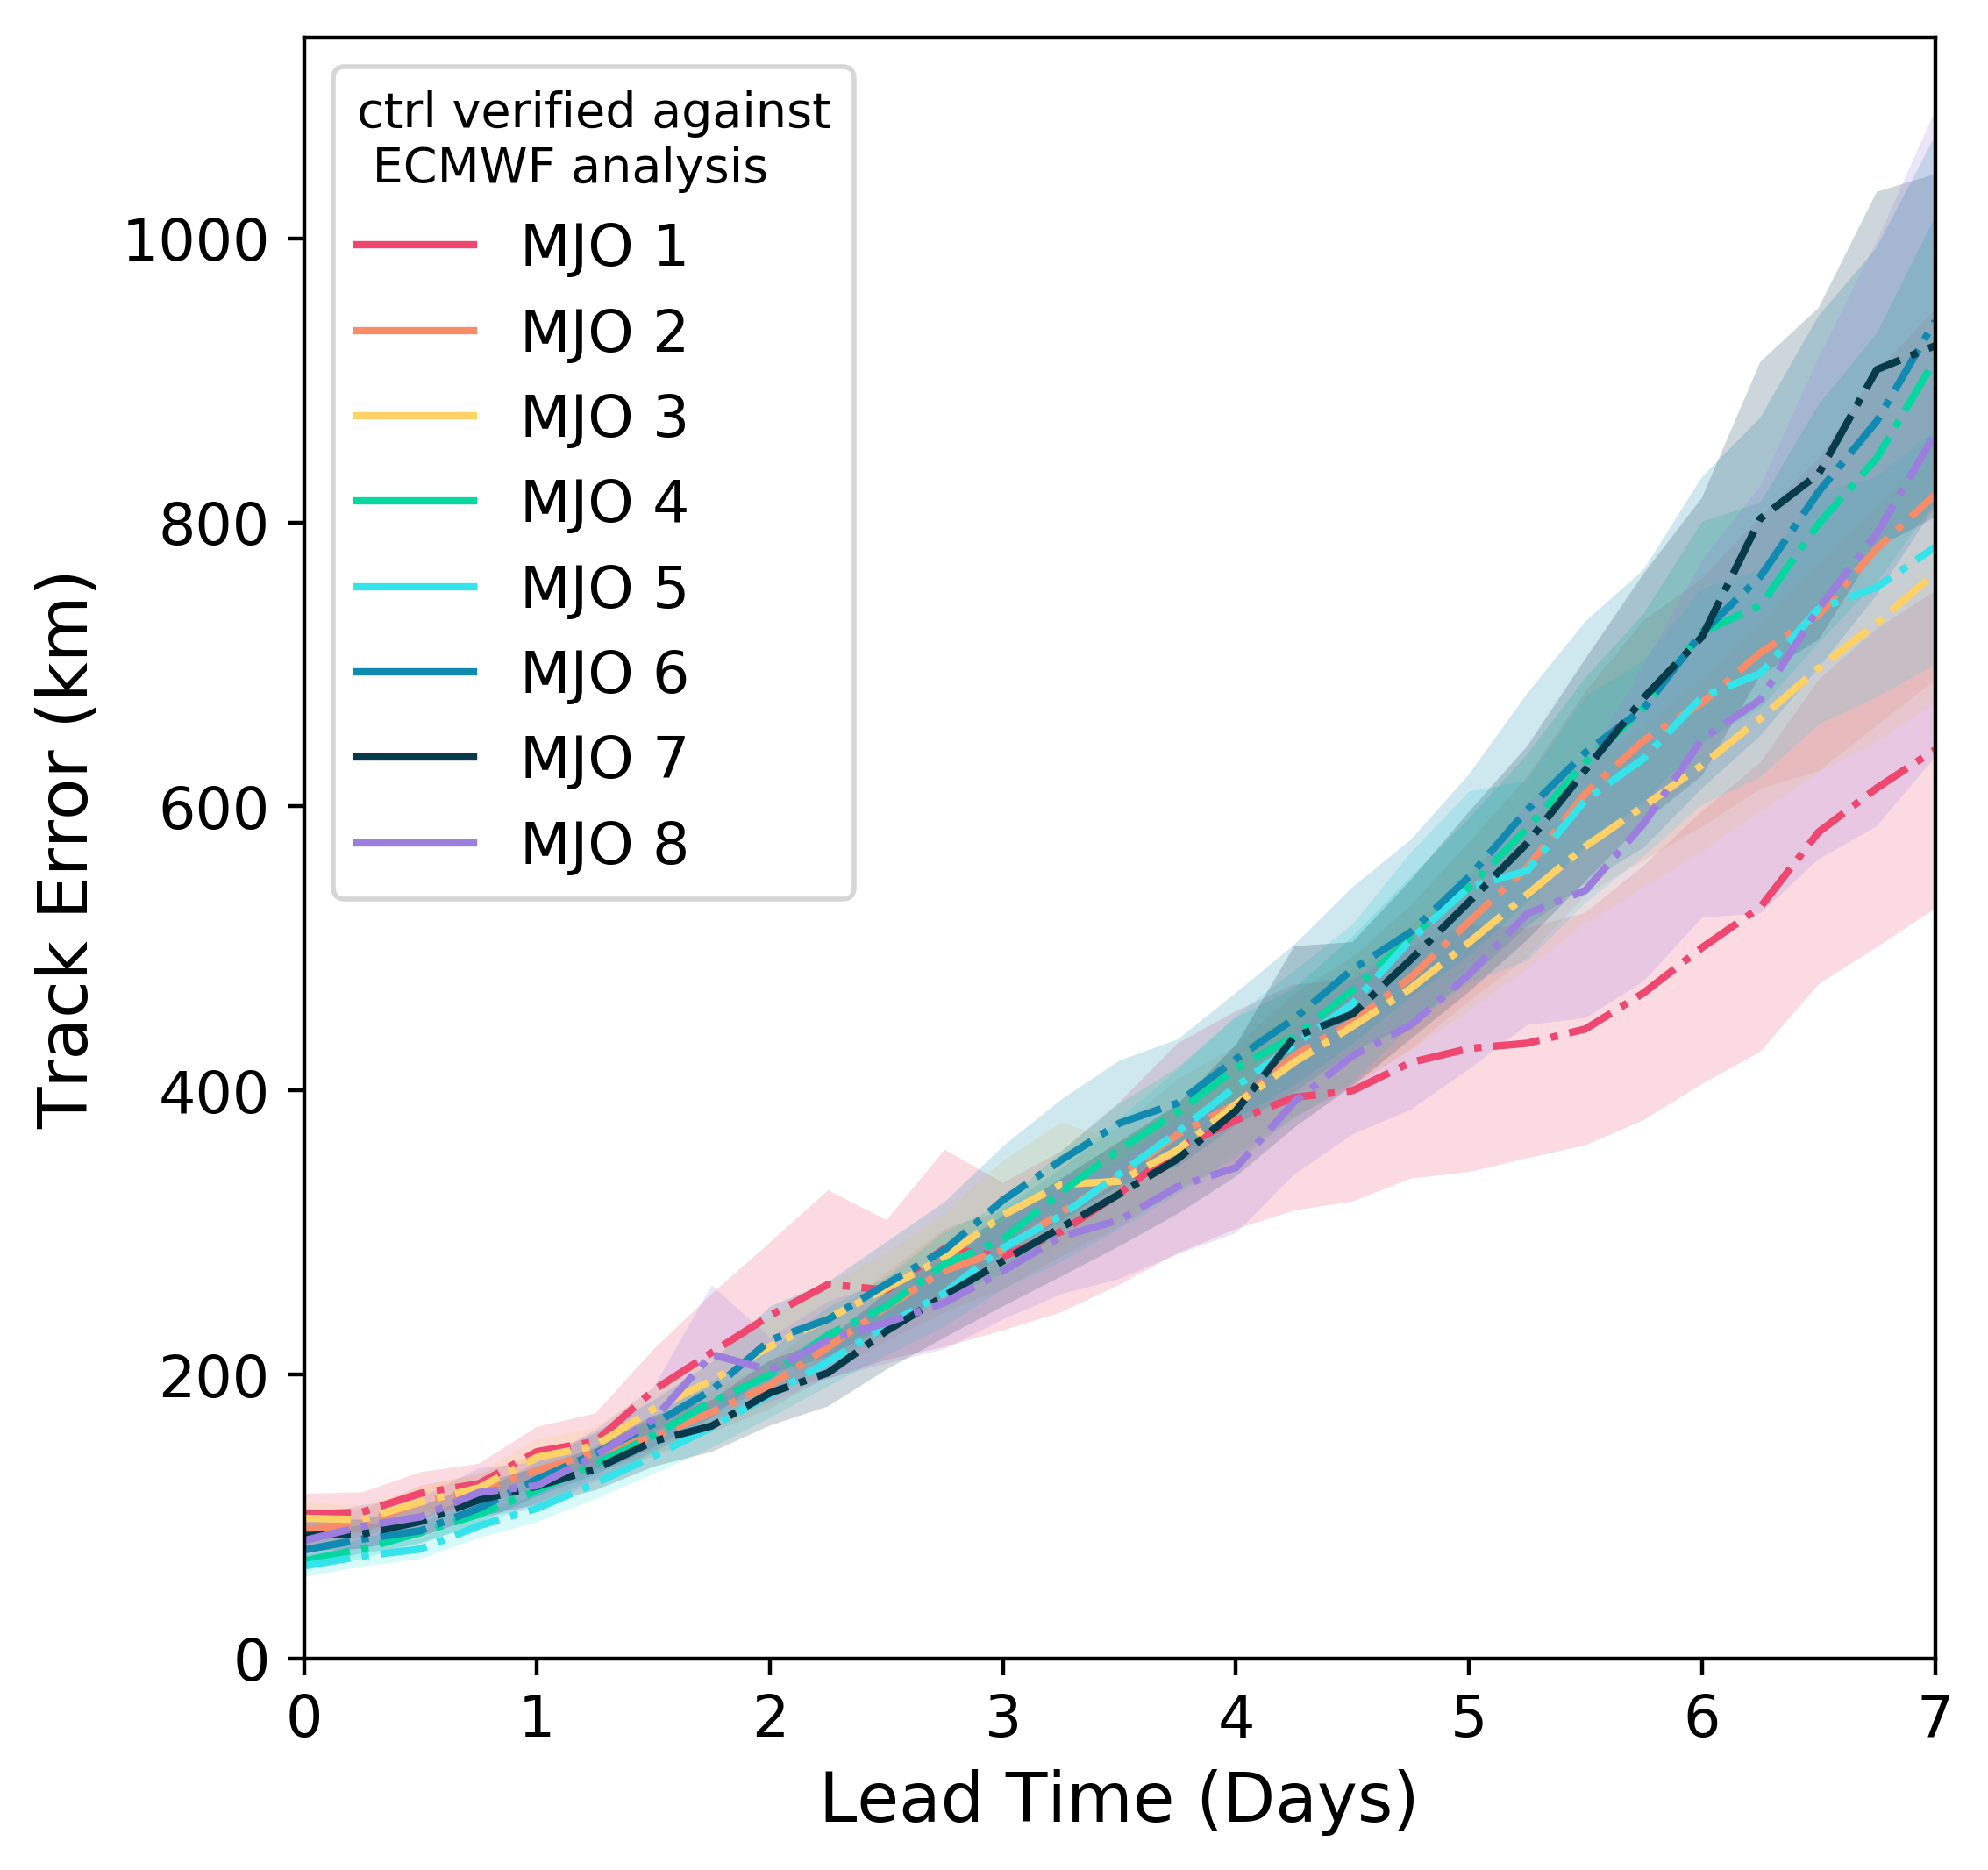 ctrl verified against
ECMWF analysis
MJO 1
MJO 2
MJO 3
MJO 4
MJO 5
MJO 6
MJO 7
MJO 8
Track Error (km)
1000
800
600
400
200
0
0 1 2 3 4 5 6 7
Lead Time (Days)